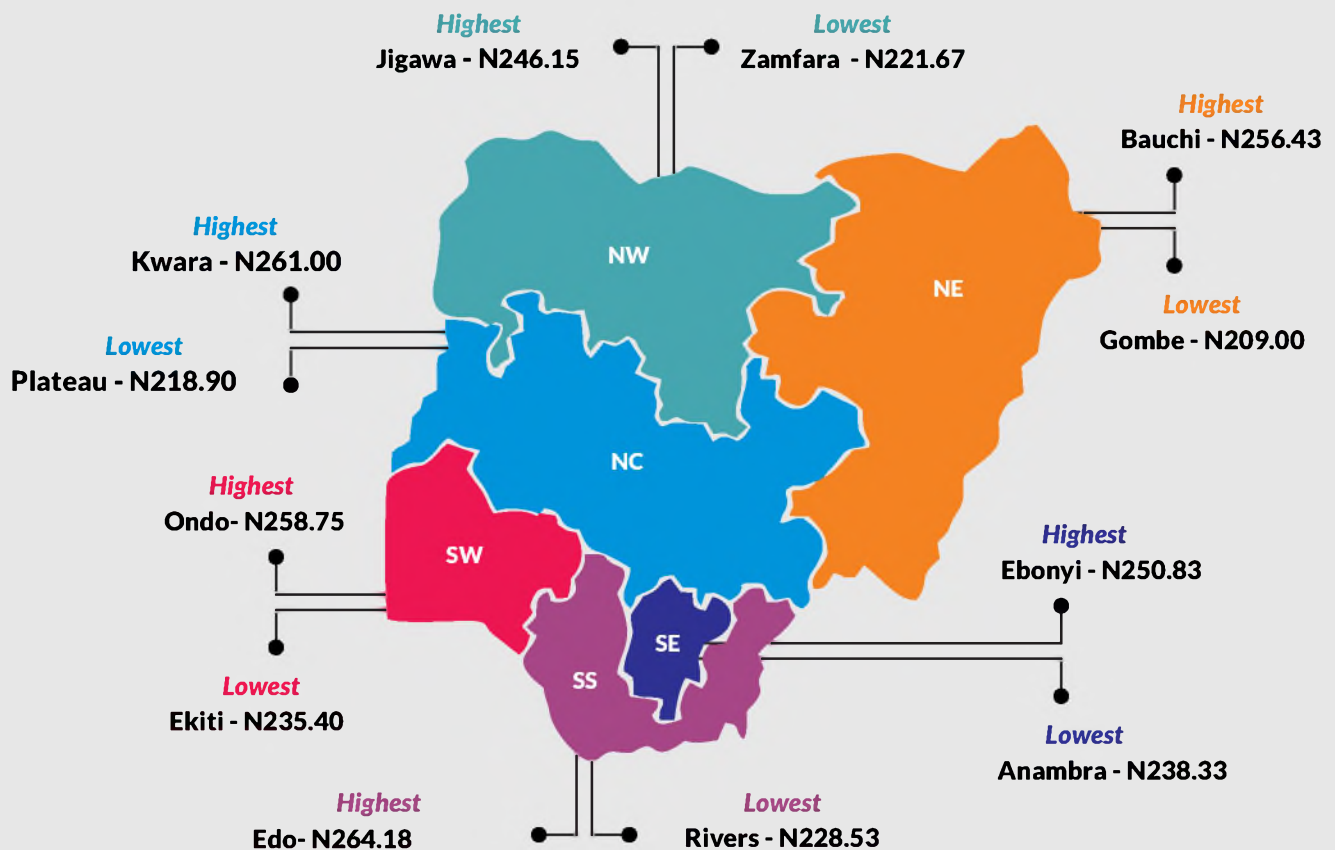 Highest
Jigawa - N246.15
Lowest
Zamfara - N221.67
Highest
Bauchi - N256.43
Highest
Kwara - N261.00
NW
NE
Lowest
Gombe - N209.00
Lowest
Plateau - N218.90
NC
Highest
Ondo- N258.75
SW
Highest
Ebonyi - N250.83
SE
SS
Lowest
Ekiti - N235.40
Lowest
Anambra - N238.33
Highest
Edo- N264.18
Lowest
Rivers - N228.53